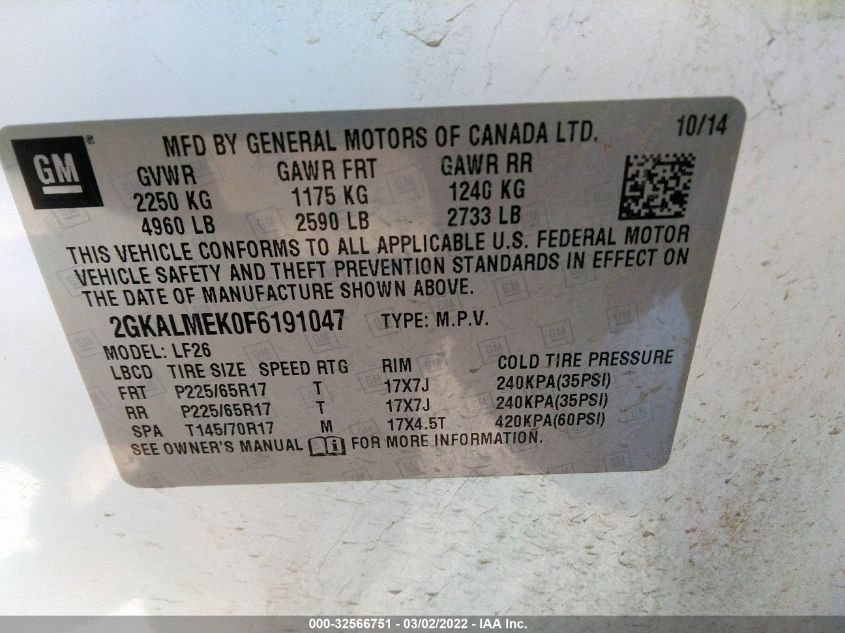 GM®
MFD BY GENERAL MOTORS OF CANADA LTD. 10/14
GVWR GAWR FRT GAWR RR
2250 KG 1175 KG 1240 KG
4960 LB 2590 LB 2733 LB
THIS VEHICLE CONFORMS TO ALL APPLICABLE U.S. FEDERAL MOTOR
VEHICLE SAFETY AND THEFT PREVENTION STANDARDS IN EFFECT ON
THE DATE OF MANUFACTURE SHOWN ABOVE.
2GKALMEK0F6191047 TYPE: M.P.V.
MODEL: LF26
LBCD TIRE SIZE SPEED RTG RIM COLD TIRE PRESSURE
FRT P225/65R17 T 17X7J 240KPA(35PSI)
RR P225/65R17 T 17X7J 240KPA(35PSI)
SPA T145/70R17 M 17X4.5T 420KPA(60PSI)
SEE OWNER'S MANUAL FOR MORE INFORMATION.
000-32566751 — 03/02/2022 — IAA Inc.